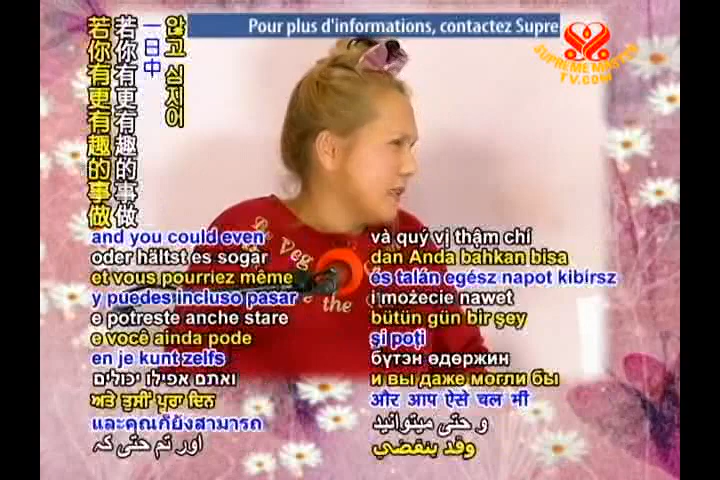 Pour plus d'informations, contactez Supre
SUPREME MASTER
TV.COM
않고 심지어
一日中
若你有更有趣的事做
若你有更有趣的事做
and you could even
oder hältst es sogar
et vous pourriez même
y puedes incluso pasar
e potreste anche stare
e você ainda pode
en je kunt zelfs
ואתם אפילו יכולים
ਅਤੇ ਤੁਸੀਂ ਪੂਰਾ ਦਿਨ
และคุณก็ยังสามารถ
اور تم حتی کہ
và quý vị thậm chí
dan Anda bahkan bisa
és talán egész napot kibírsz
i możecie nawet
bütün gün bir şey
şi poţi
бүтэн өдөржин
и вы даже могли бы
और आप ऐसे चल भी
و حتی میتوانید
وقد ينقضي
Be Veg
the